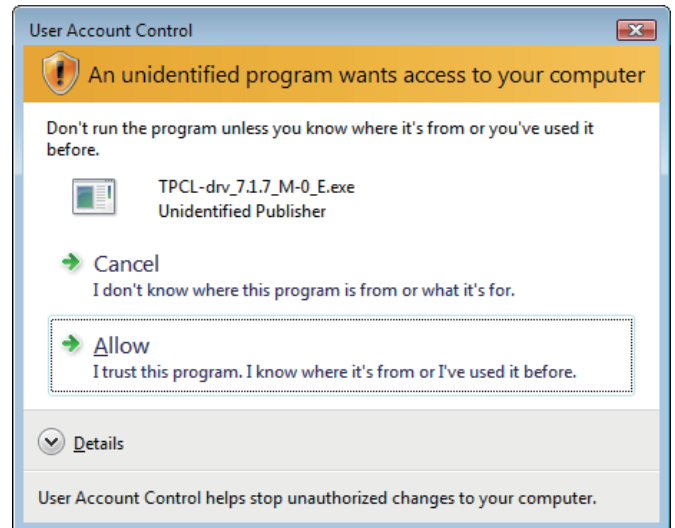 User Account Control
An unidentified program wants access to your computer
Don't run the program unless you know where it's from or you've used it
before.
TPCL-drv_7.1.7_M-0_E.exe
Unidentified Publisher
Cancel
I don't know where this program is from or what it's for.
Allow
I trust this program. I know where it's from or I've used it before.
Details
User Account Control helps stop unauthorized changes to your computer.